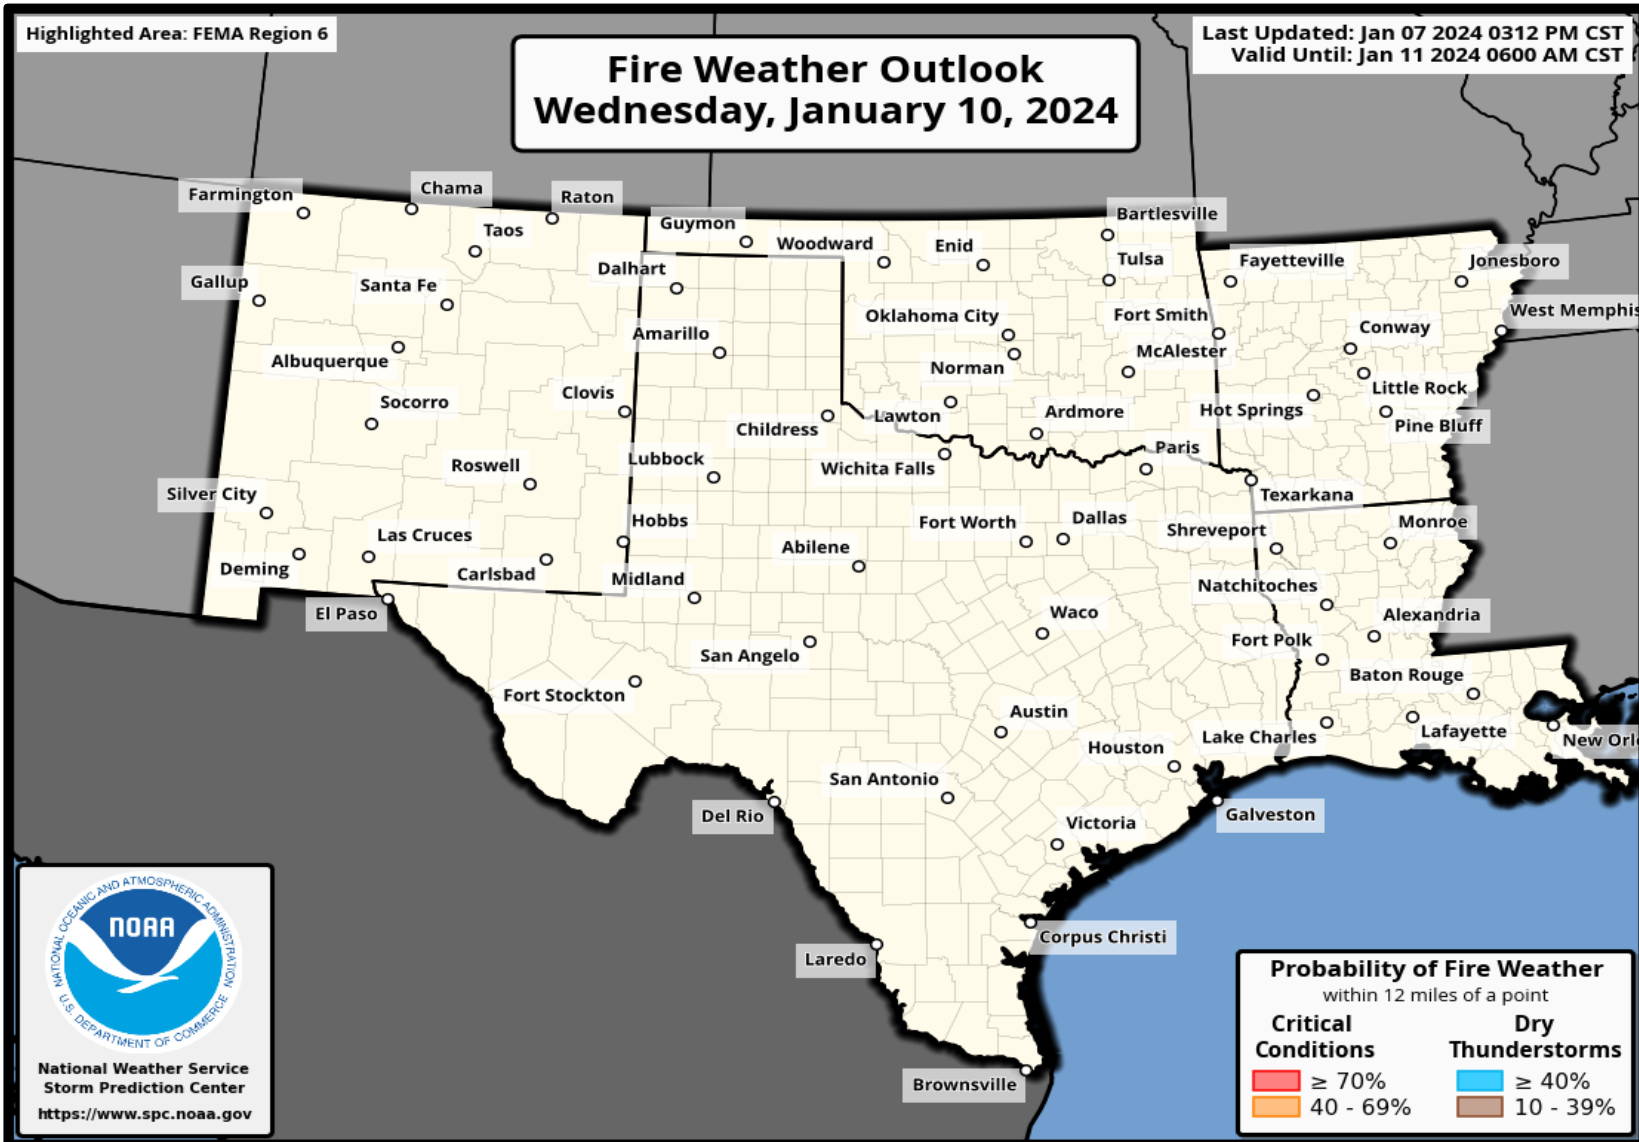 Highlighted Area: FEMA Region 6
Last Updated: Jan 07 2024 0312 PM CST
Valid Until: Jan 11 2024 0600 AM CST
Fire Weather Outlook
Wednesday, January 10, 2024
Farmington
Chama
Raton
Taos
Guymon
Woodward
Enid
Bartlesville
Tulsa
Fayetteville
Jonesboro
Gallup
Santa Fe
Dalhart
Oklahoma City
Fort Smith
West Memphis
Albuquerque
Amarillo
Norman
McAlester
Conway
Little Rock
Socorro
Clovis
Childress
Lawton
Ardmore
Hot Springs
Pine Bluff
Roswell
Lubbock
Wichita Falls
Paris
Texarkana
Silver City
Las Cruces
Hobbs
Abilene
Fort Worth
Dallas
Shreveport
Monroe
Deming
Carlsbad
Midland
Natchitoches
El Paso
Waco
Alexandria
San Angelo
Fort Polk
Fort Stockton
Baton Rouge
Austin
Houston
Lake Charles
Lafayette
New Orl
San Antonio
Del Rio
Victoria
Galveston
Corpus Christi
Laredo
Brownsville
NATIONAL OCEANIC AND ATMOSPHERIC ADMINISTRATION
NOAA
U.S. DEPARTMENT OF COMMERCE
National Weather Service
Storm Prediction Center
https://www.spc.noaa.gov
Probability of Fire Weather
within 12 miles of a point
Critical
Conditions
≥ 70%
40 - 69%
Dry
Thunderstorms
≥ 40%
10 - 39%